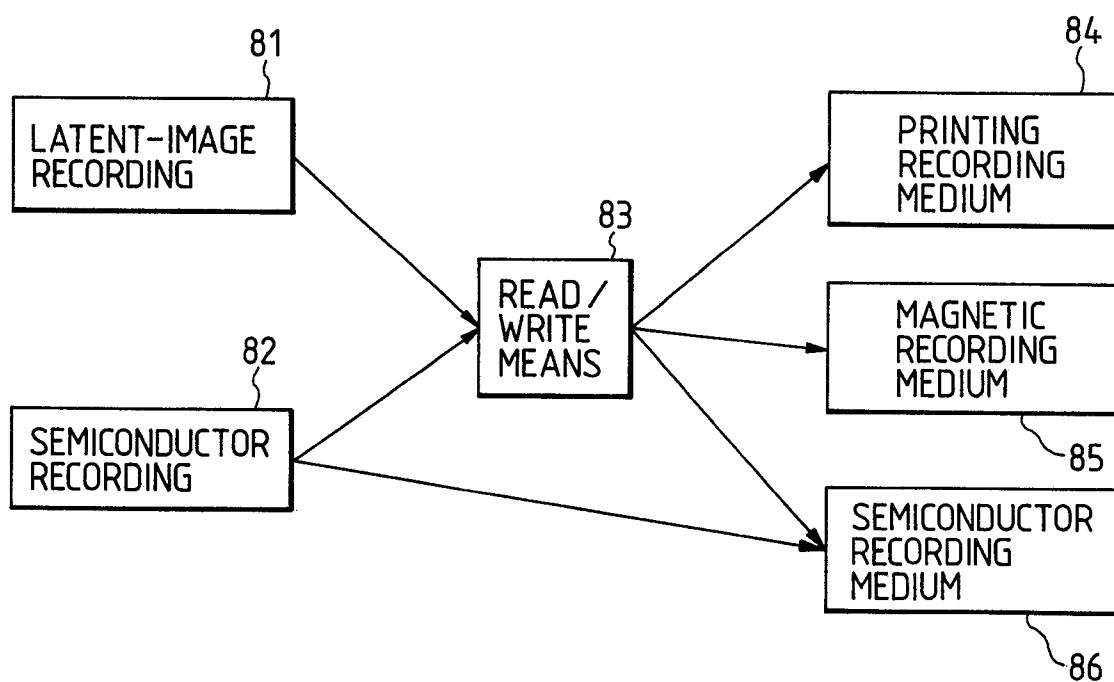 81
LATENT-IMAGE
RECORDING
82
SEMICONDUCTOR
RECORDING
83
READ/
WRITE
MEANS
84
PRINTING
RECORDING
MEDIUM
MAGNETIC
RECORDING
MEDIUM
85
SEMICONDUCTOR
RECORDING
MEDIUM
86